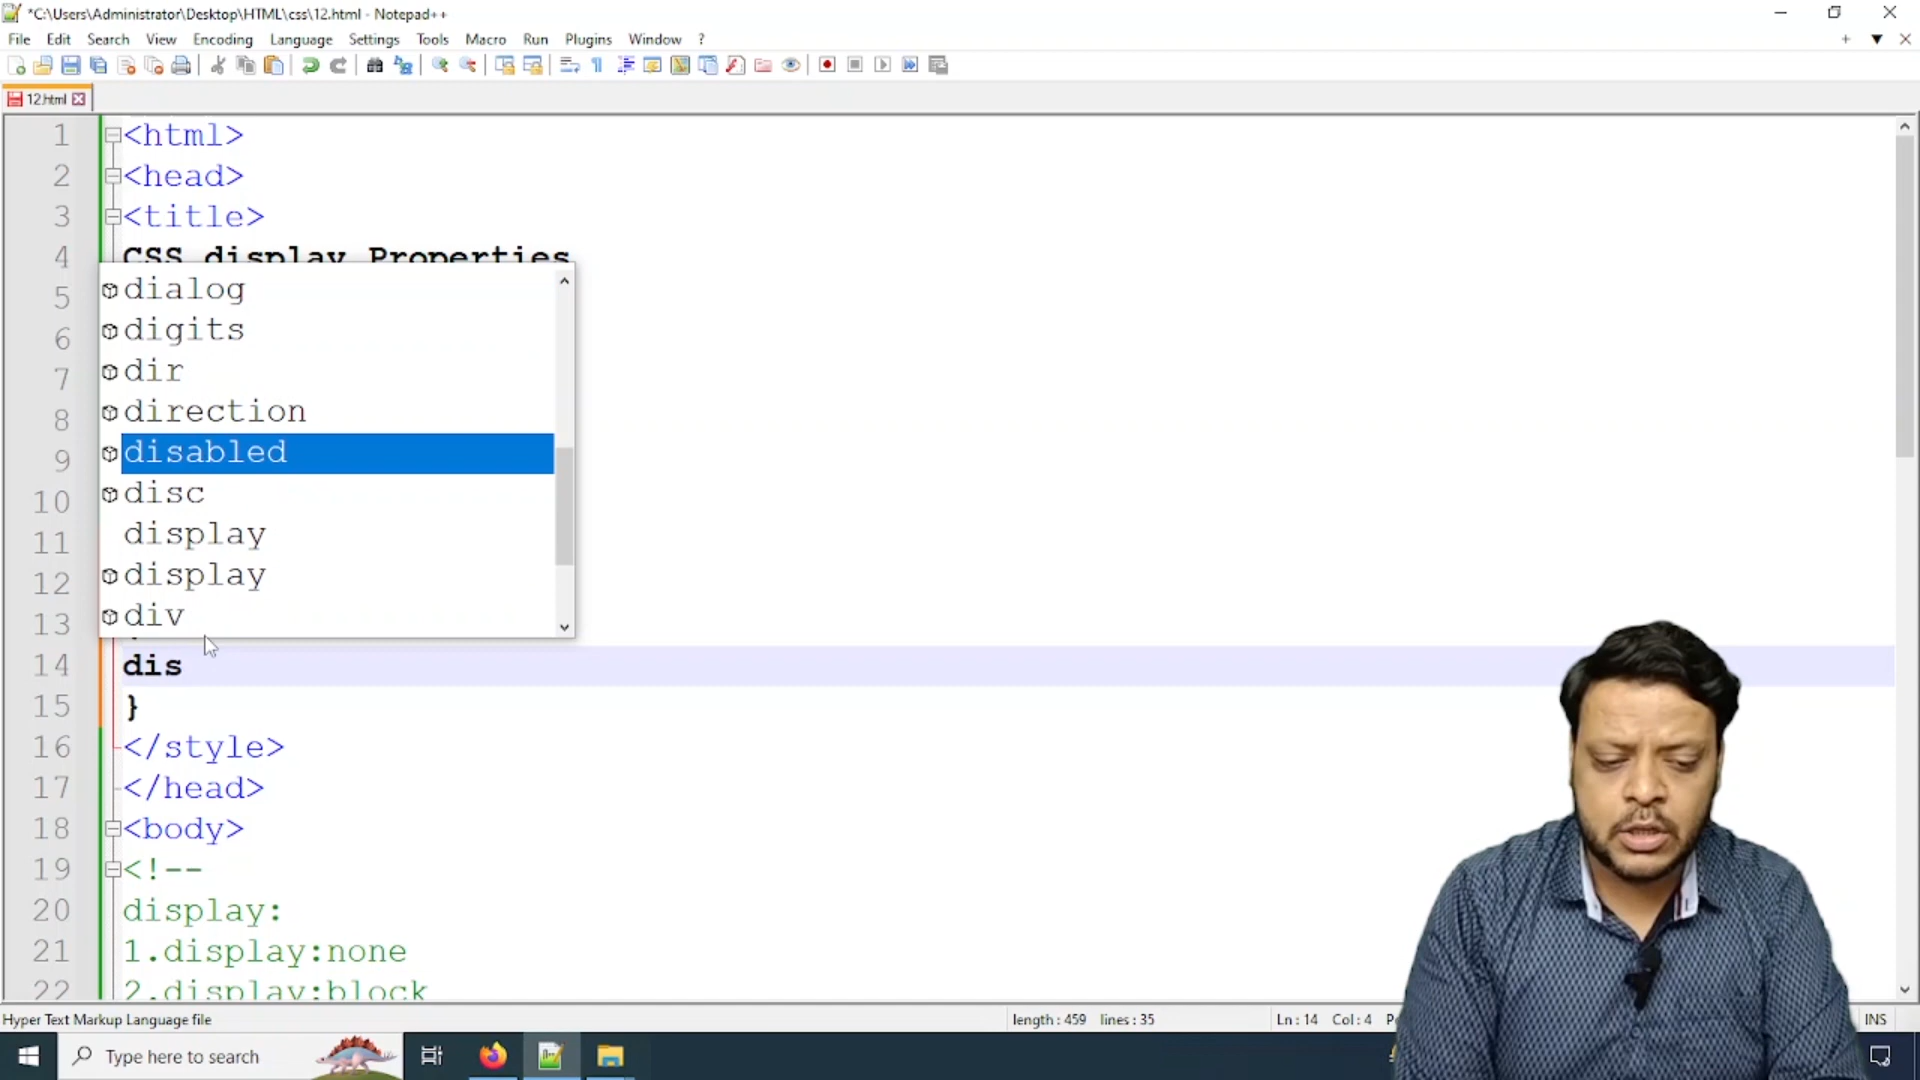 *C:\Users\Administrator\Desktop\HTML\css\12.html - Notepad++
File Edit Search View Encoding Language Settings Tools Macro Run Plugins Window ?
12.html
1 <html>
2 <head>
3 <title>
4 CSS display Properties
5
6
7
8
9
10
11
12
13
dialog
digits
dir
direction
disabled
disc
display
display
div
14 dis
15 }
16 </style>
17 </head>
18 <body>
19 <!--
20 display:
21 1.display:none
22 2.display:block
Hyper Text Markup Language file
length : 459 lines : 35
Ln : 14 Col : 4
INS
Type here to search